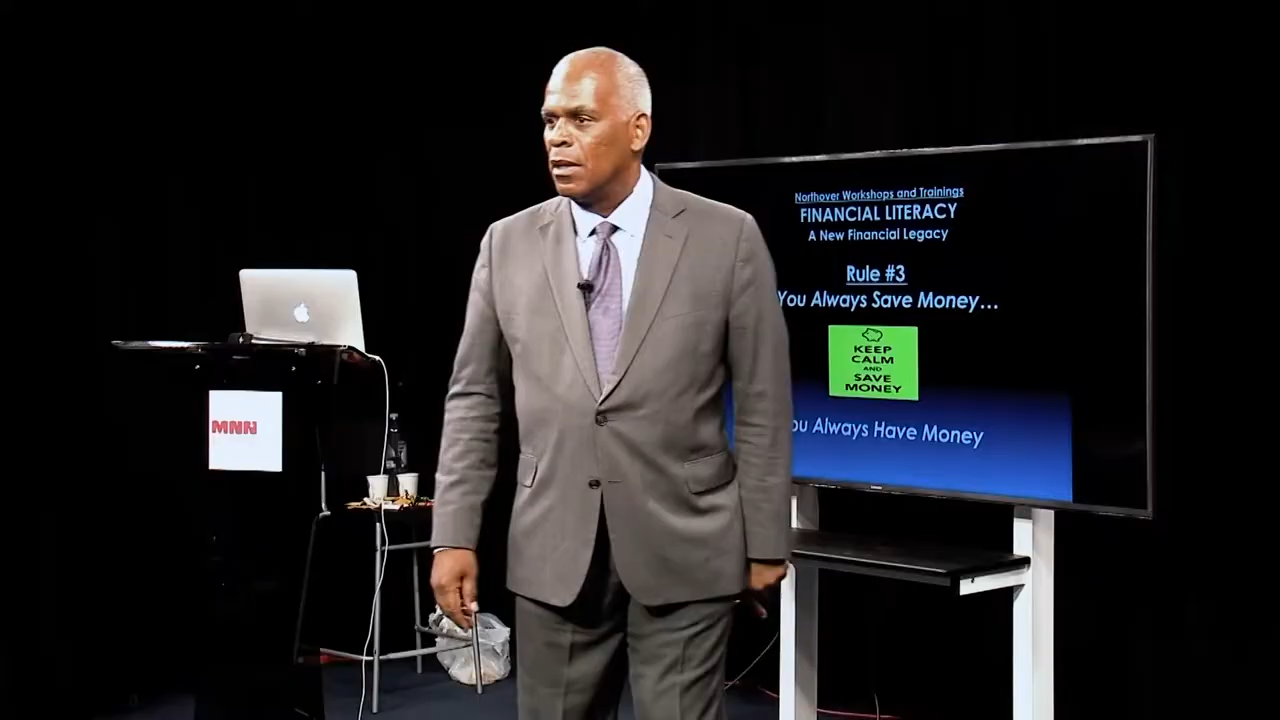 MNN
Northover Workshops and Trainings
FINANCIAL LITERACY
A New Financial Legacy
Rule #3
You Always Save Money...
KEEP
CALM
AND
SAVE
MONEY
ou Always Have Money